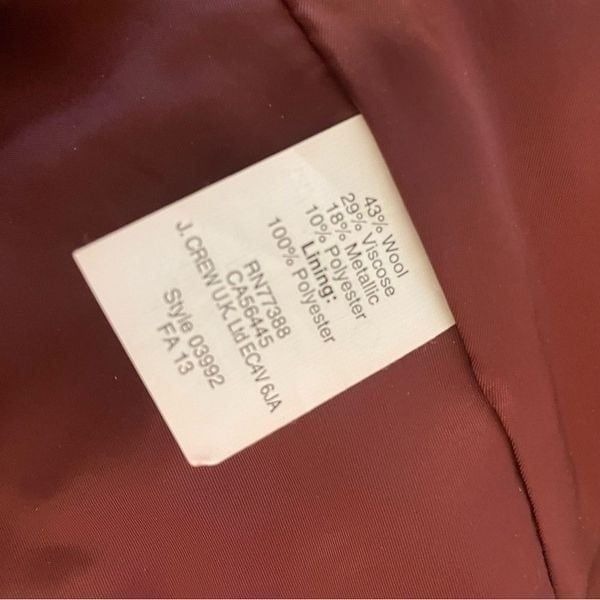 43% Wool
29% Viscose
18% Metallic
10% Polyester
Lining:
100% Polyester
RN77388
CA56445
J.CREW U.K. Ltd EC4V 6JA
Style 03992
FA 13